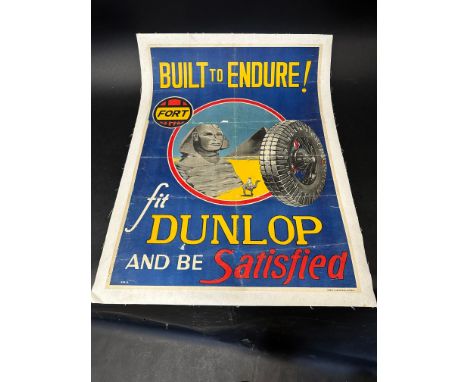 BUILT TO ENDURE!
FORT
fit
DUNLOP
AND BE Satisfied